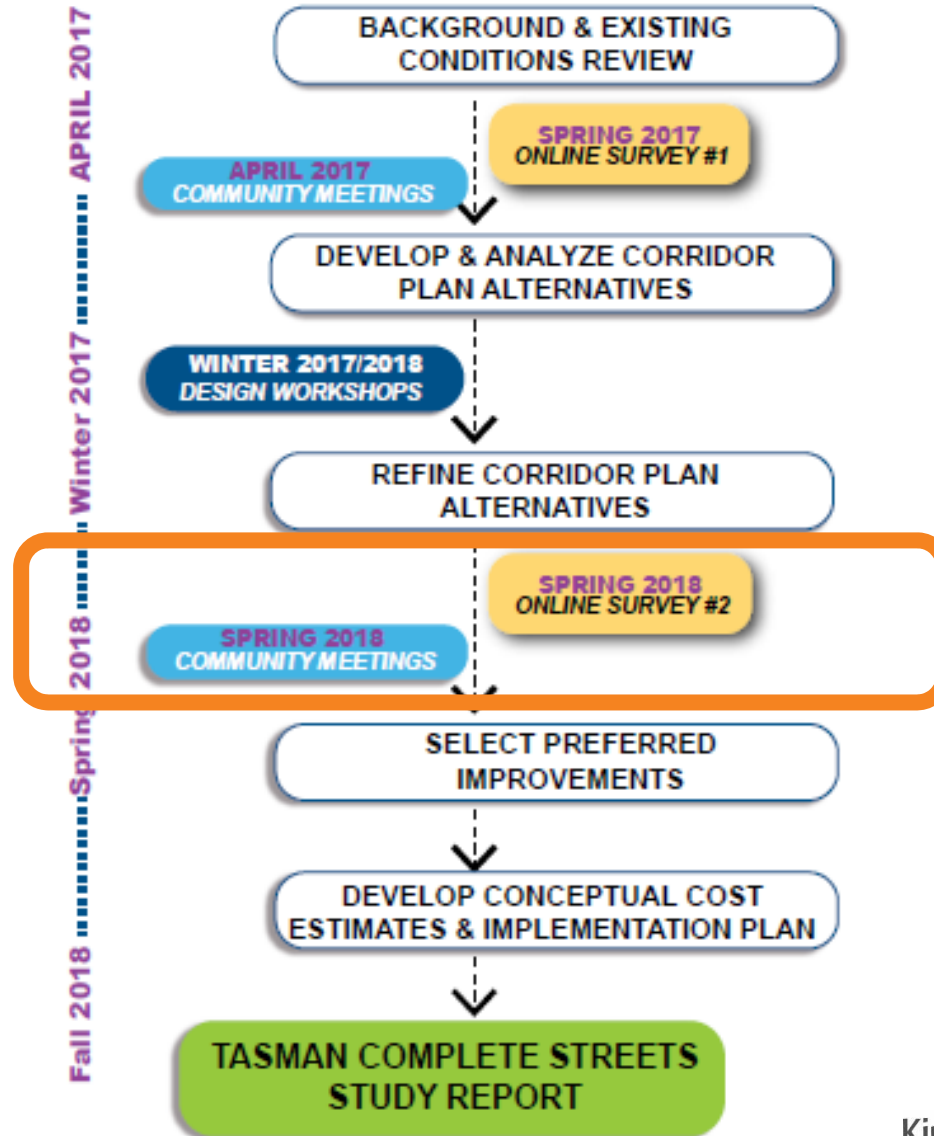 APRIL 2017
Winter 2017
Spring 2018
Fall 2018
BACKGROUND & EXISTING
CONDITIONS REVIEW
SPRING 2017
ONLINE SURVEY #1
APRIL 2017
COMMUNITY MEETINGS
DEVELOP & ANALYZE CORRIDOR
PLAN ALTERNATIVES
WINTER 2017/2018
DESIGN WORKSHOPS
REFINE CORRIDOR PLAN
ALTERNATIVES
SPRING 2018
ONLINE SURVEY #2
SPRING 2018
COMMUNITY MEETINGS
SELECT PREFERRED
IMPROVEMENTS
DEVELOP CONCEPTUAL COST
ESTIMATES & IMPLEMENTATION PLAN
TASMAN COMPLETE STREETS
STUDY REPORT